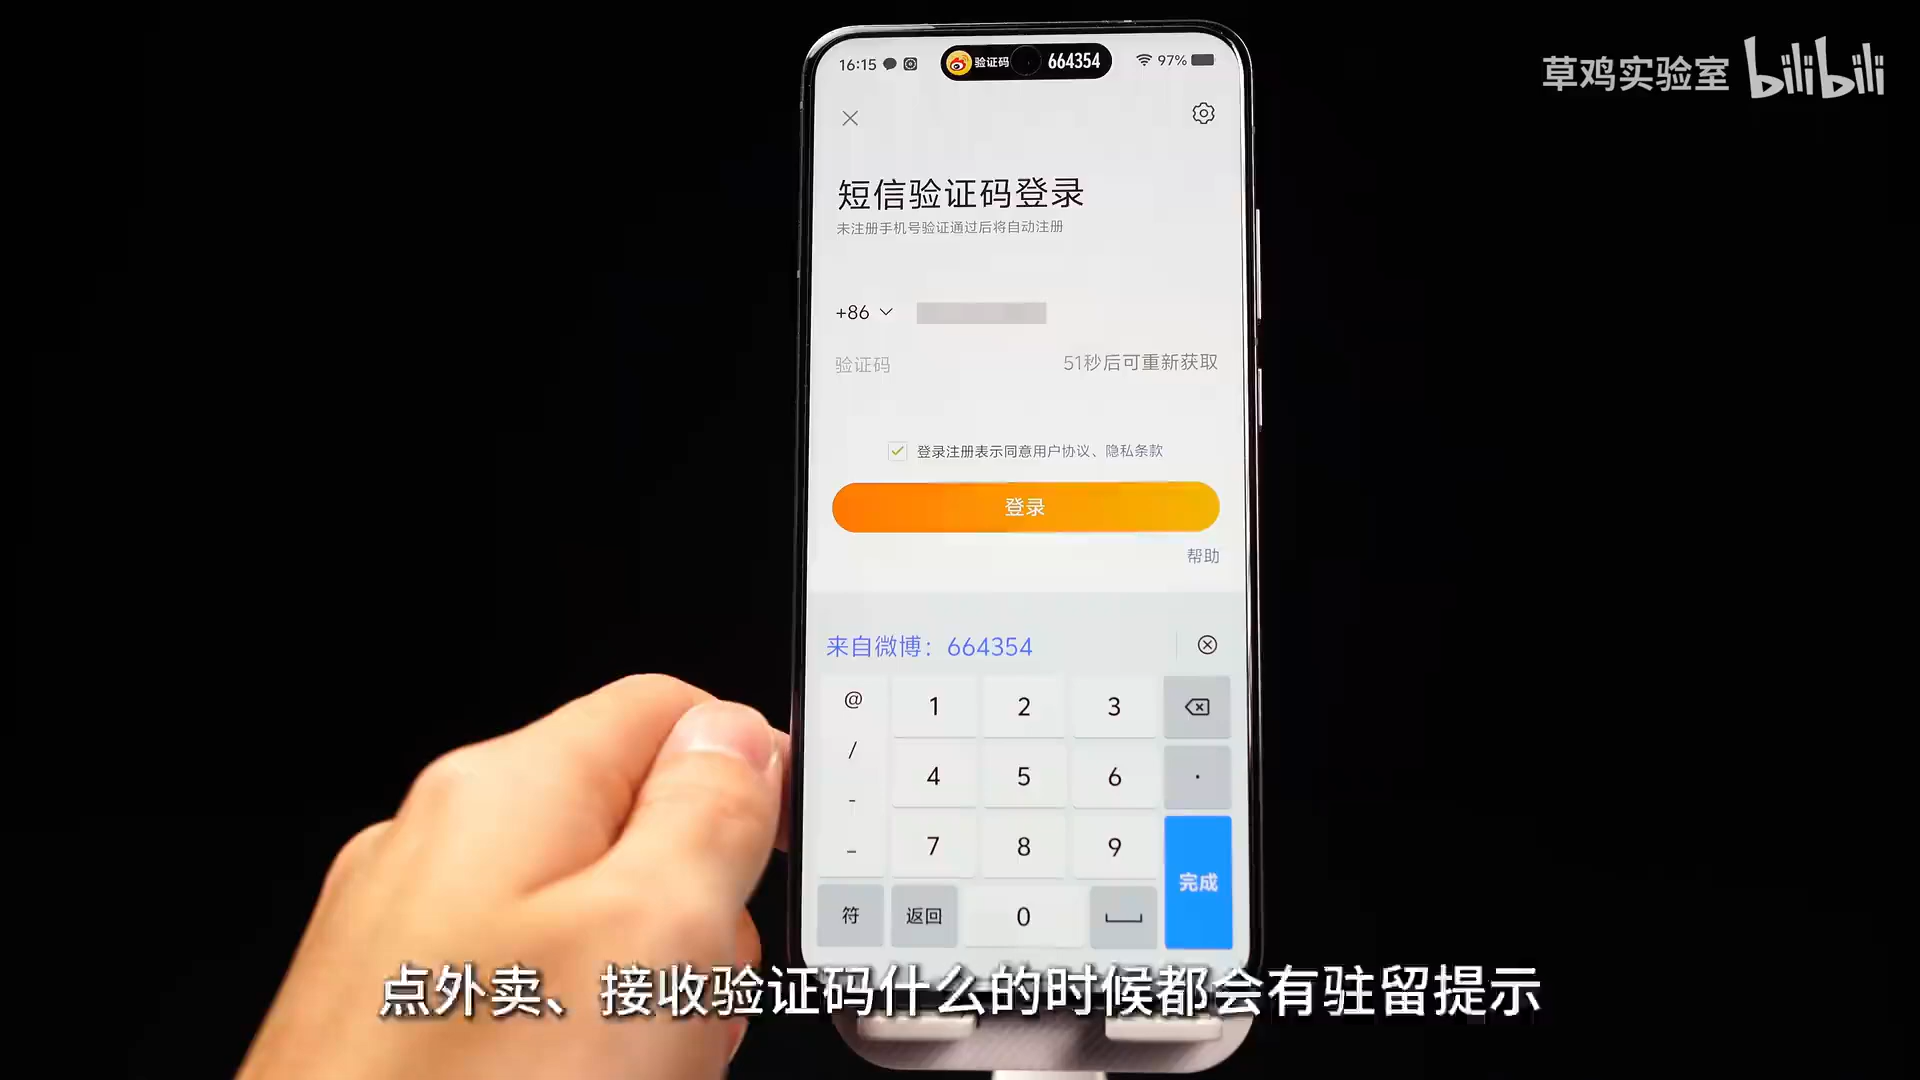 草鸡实验室 bilibili
16:15 验证码 664354 97%
短信验证码登录
未注册手机号验证通过后将自动注册
+86
验证码 51秒后可重新获取
登录注册表示同意用户协议、隐私条款
登录
帮助
来自微博：664354
@ 1 2 3
/
4 5 6 .
-
7 8 9
_
完成
符 返回 0
点外卖、接收验证码什么的时候都会有驻留提示